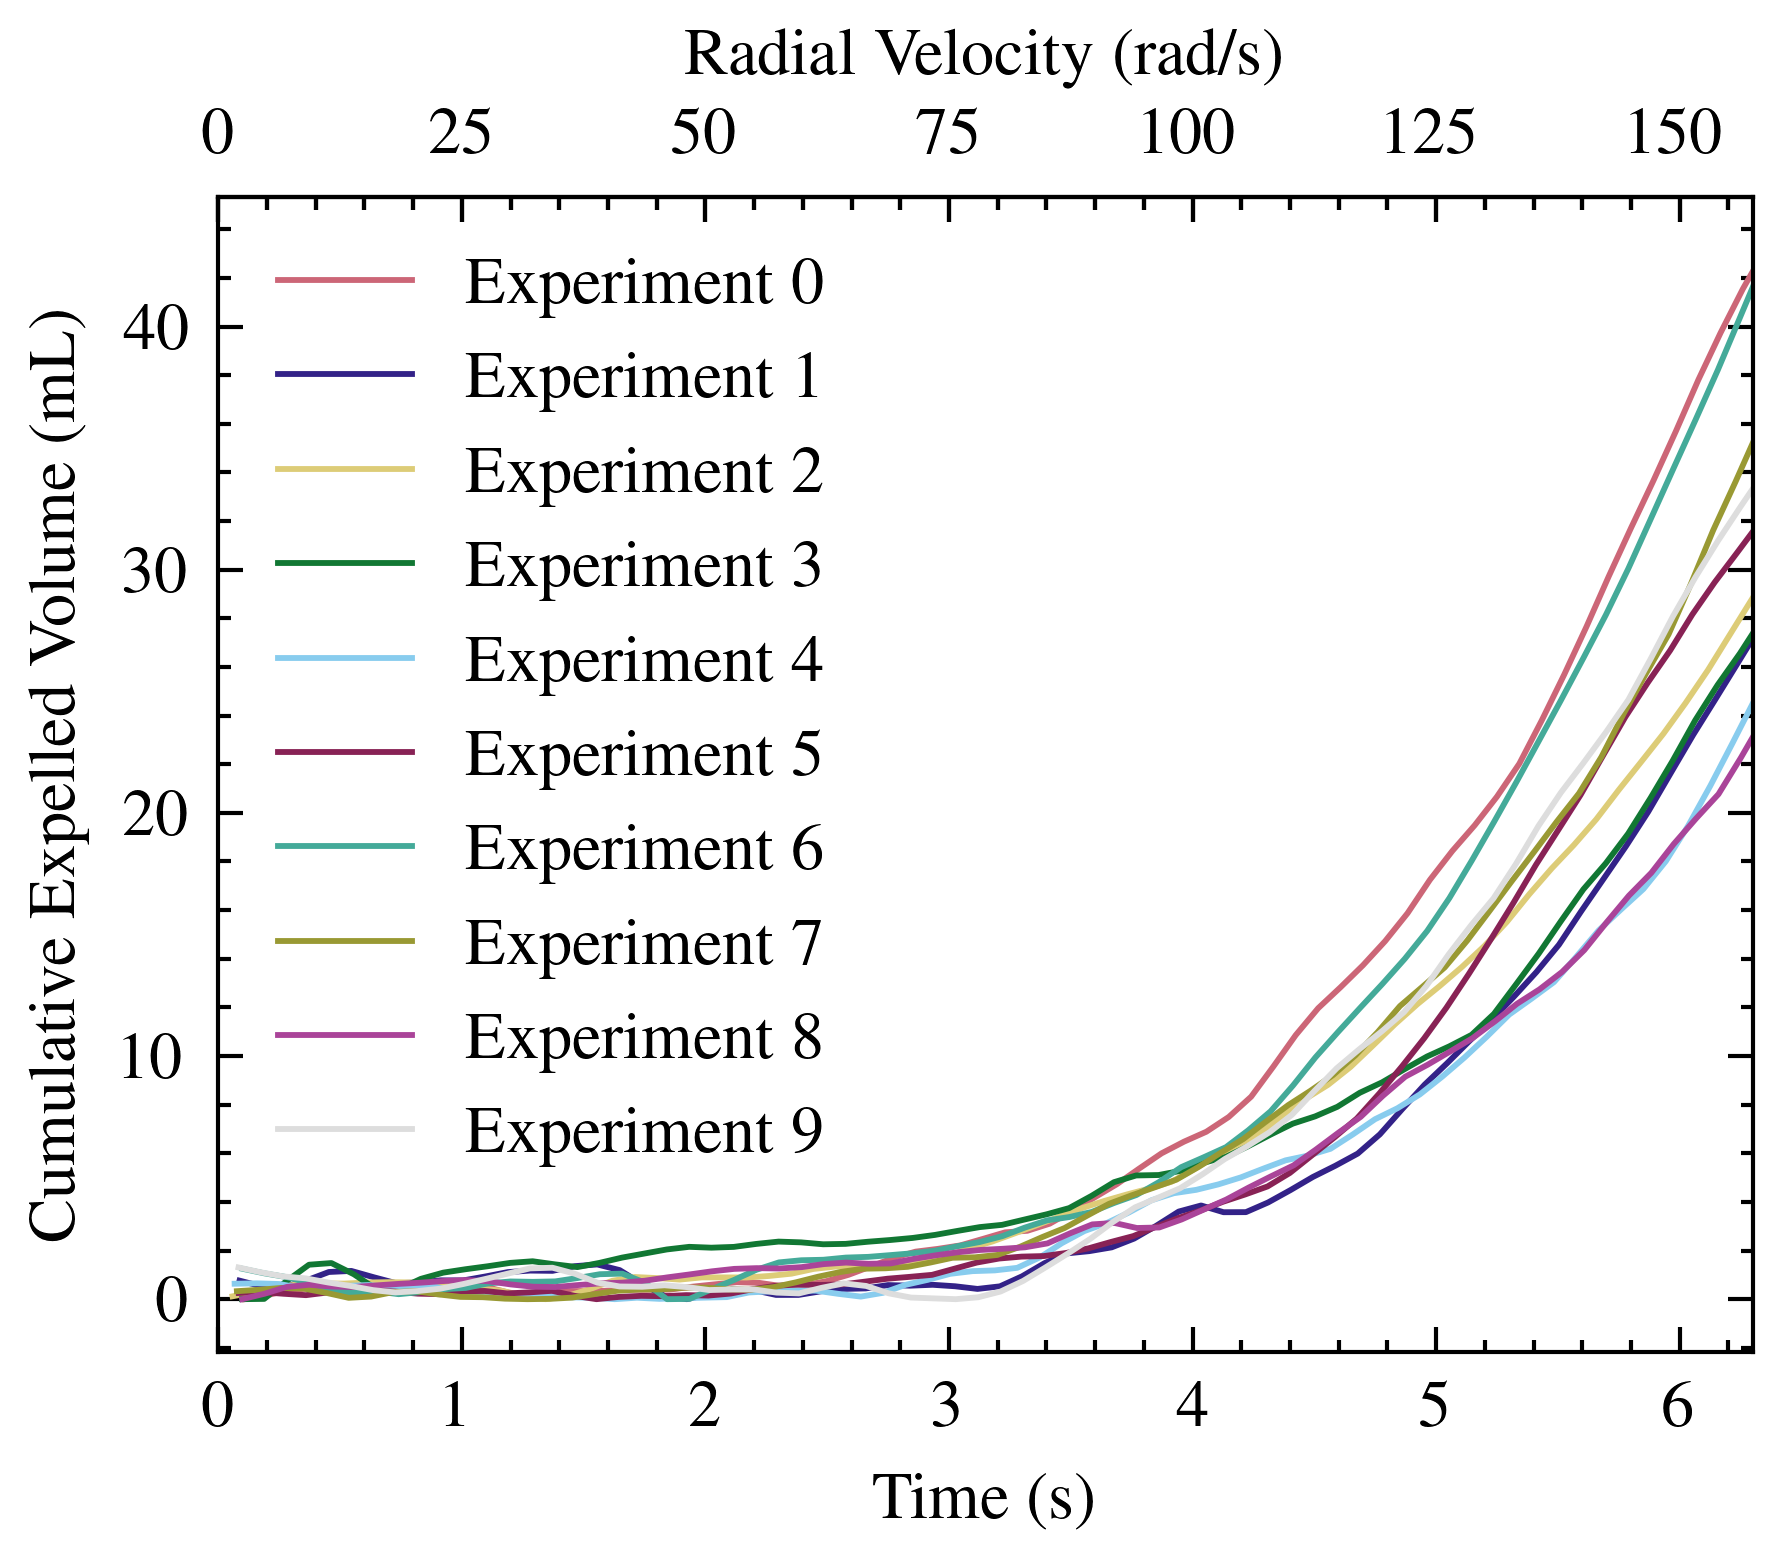 Radial Velocity (rad/s)
0 25 50 75 100 125 150
Cumulative Expelled Volume (mL)
40
30
20
10
0
Experiment 0
Experiment 1
Experiment 2
Experiment 3
Experiment 4
Experiment 5
Experiment 6
Experiment 7
Experiment 8
Experiment 9
0 1 2 3 4 5 6
Time (s)